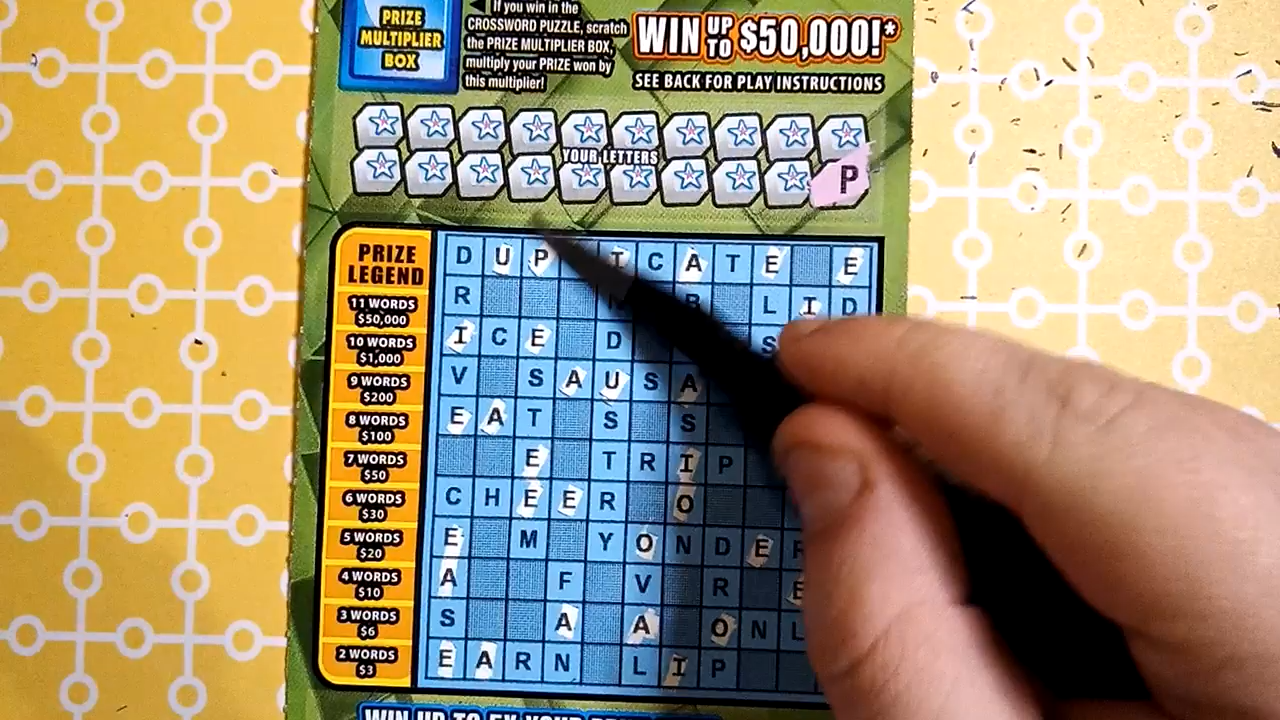 PRIZE
MULTIPLIER
BOX
If you win in the
CROSSWORD PUZZLE, scratch
the PRIZE MULTIPLIER BOX,
multiply your PRIZE won by
this multiplier!
WIN UP TO $50,000!*
SEE BACK FOR PLAY INSTRUCTIONS
YOUR LETTERS
P
PRIZE
LEGEND
11 WORDS
$50,000
10 WORDS
$1,000
9 WORDS
$200
8 WORDS
$100
7 WORDS
$50
6 WORDS
$30
5 WORDS
$20
4 WORDS
$10
3 WORDS
$6
2 WORDS
$3
D U P I C A T E E
R N R L I D
I C E D S
V S A U S A
E A T S S
E T R I P
C H E E R O
E M Y O N D E R
A F V R E
S A A O N L
E A R N L I P